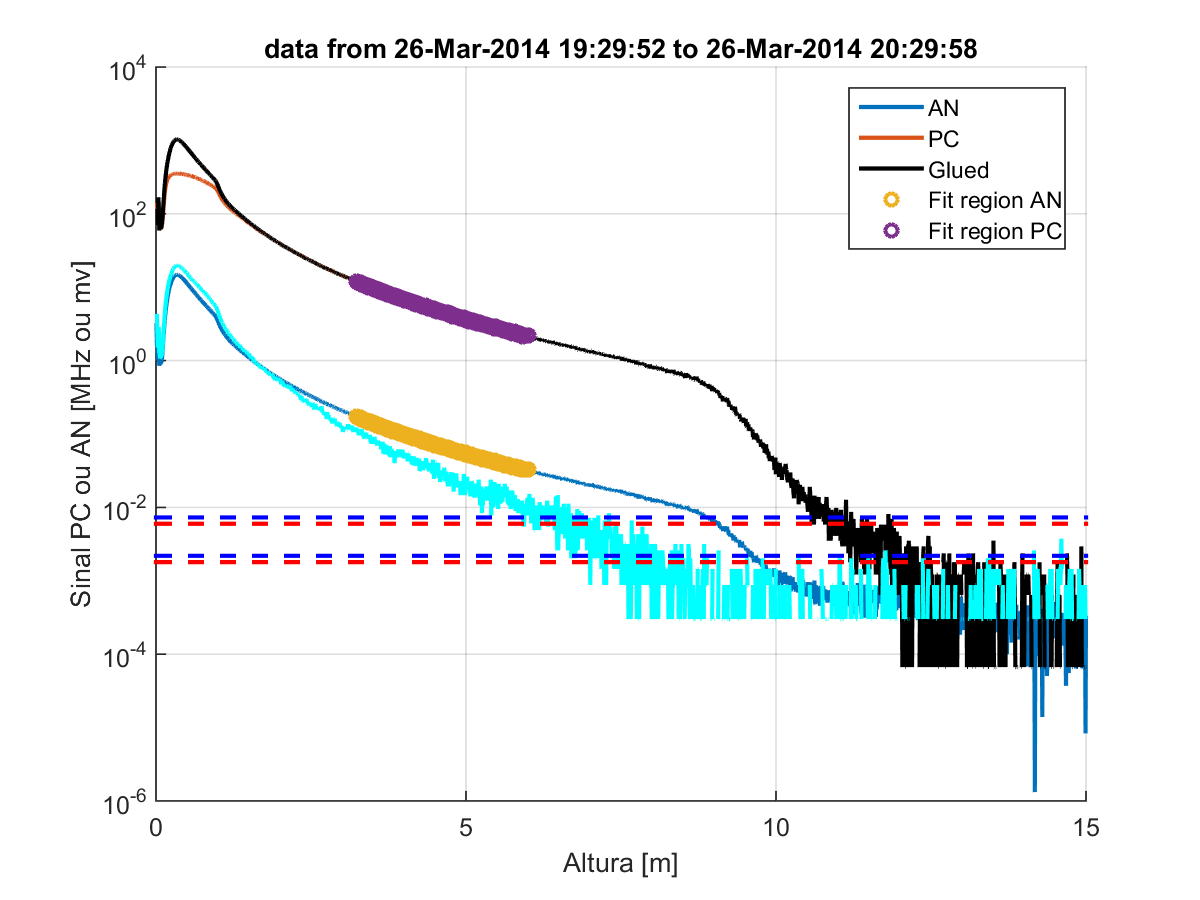 data from 26-Mar-2014 19:29:52 to 26-Mar-2014 20:29:58
Sinal PC ou AN [MHz ou mv]
10^4
10^2
10^0
10^-2
10^-4
10^-6
AN
PC
Glued
Fit region AN
Fit region PC
0 5 10 15
Altura [m]